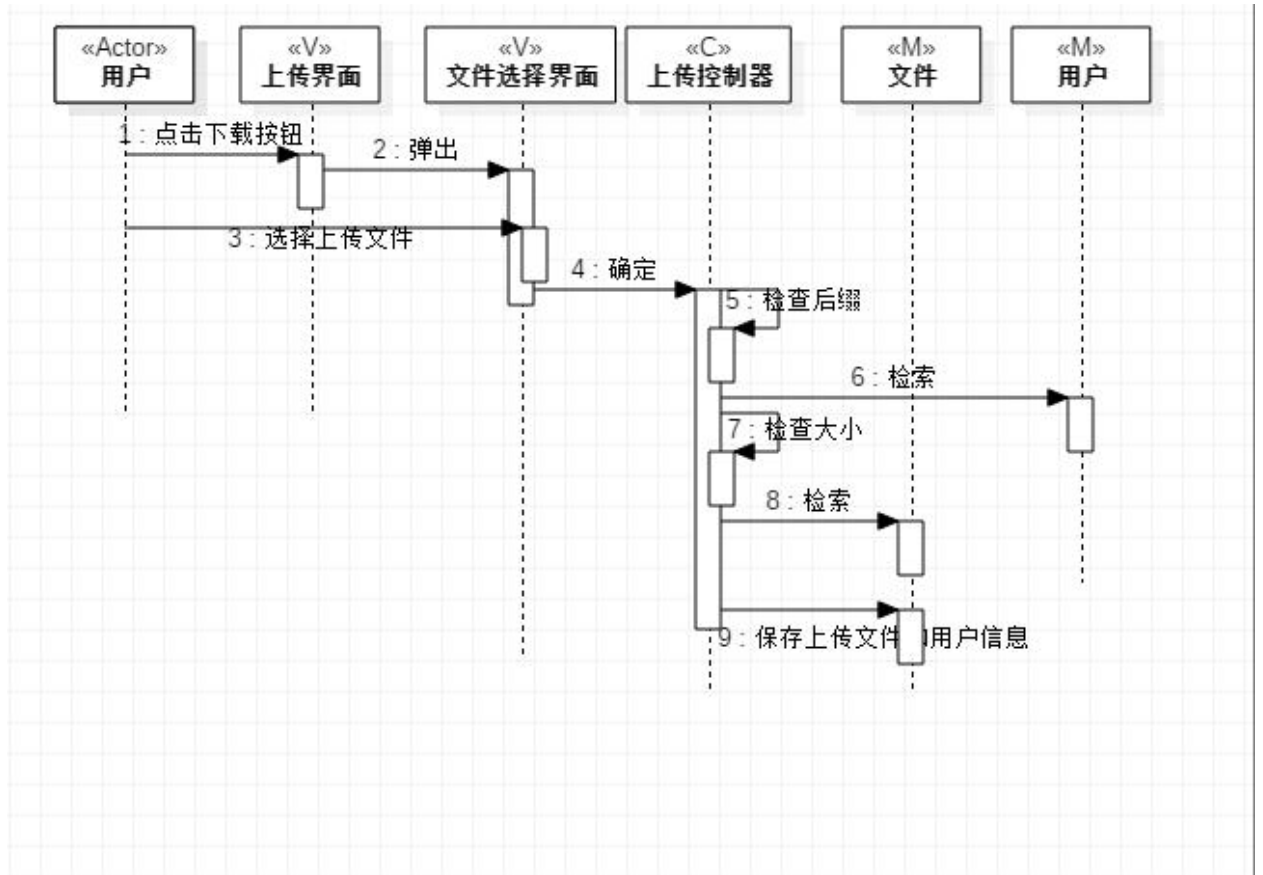 «Actor»
用户
«V»
上传界面
«V»
文件选择界面
«C»
上传控制器
«M»
文件
«M»
用户
1 : 点击下载按钮
2 : 弹出
3 : 选择上传文件
4 : 确定
5 : 检查后缀
6 : 检索
7 : 检查大小
8 : 检索
9 : 保存上传文件 用户信息